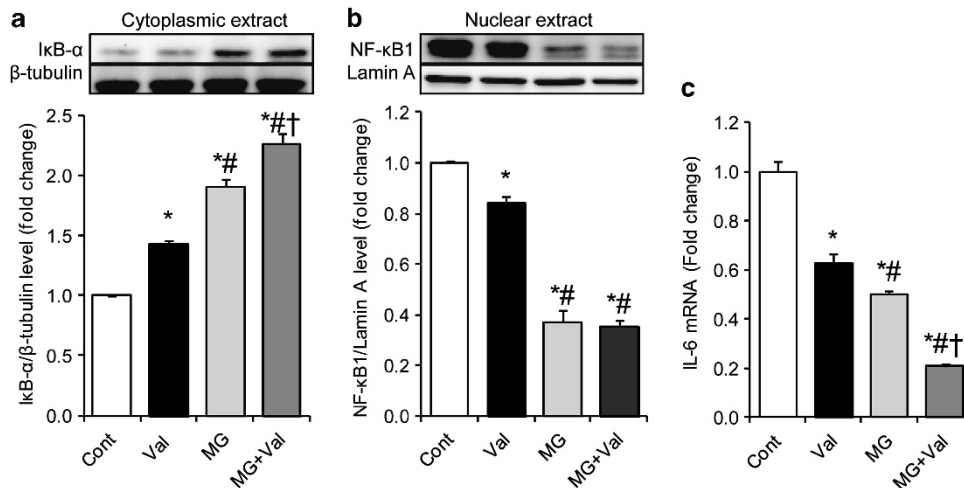 a
Cytoplasmic extract
IκB-α
β-tubulin
IκB-α/β-tubulin level (fold change)
2.5
2.0
1.5
1.0
0.5
0.0
*
*#
*#†
Cont
Val
MG
MG+Val
b
Nuclear extract
NF-κB1
Lamin A
NF-κB1/Lamin A level (fold change)
1.2
1.0
0.8
0.6
0.4
0.2
0.0
*
*#
*#
Cont
Val
MG
MG+Val
c
IL-6 mRNA (Fold change)
1.2
1.0
0.8
0.6
0.4
0.2
0.0
*
*#
*#†
Cont
Val
MG
MG+Val